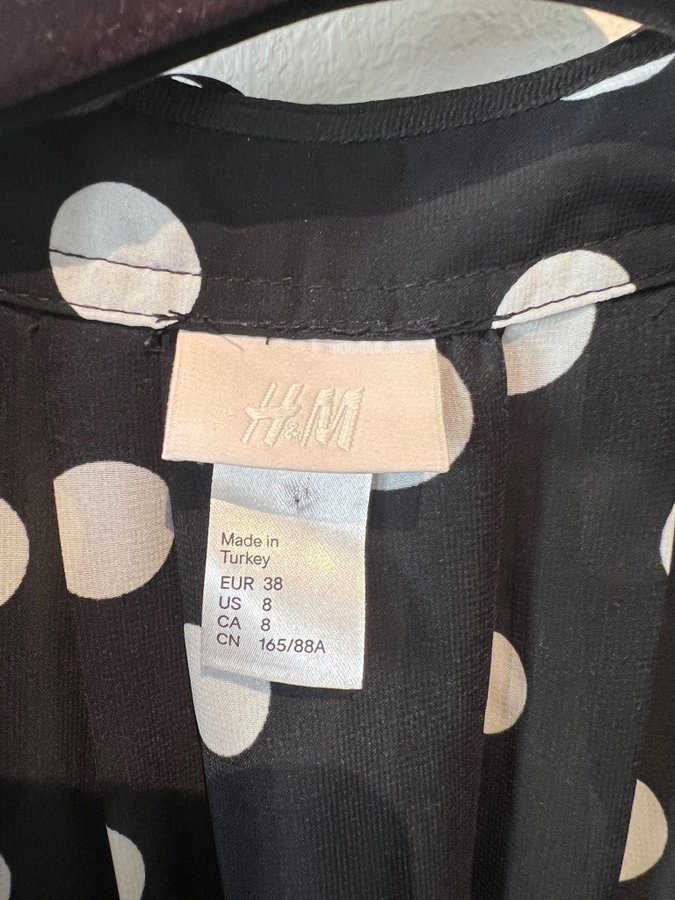 H&M
Made in
Turkey
EUR 38
US 8
CA 8
CN 165/88A